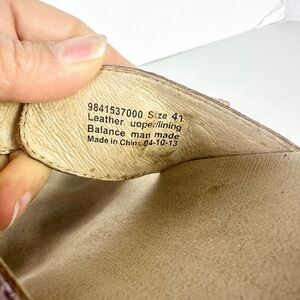 9841537000 Size 41
Leather upper/lining
Balance man made
Made in China 04-10-13